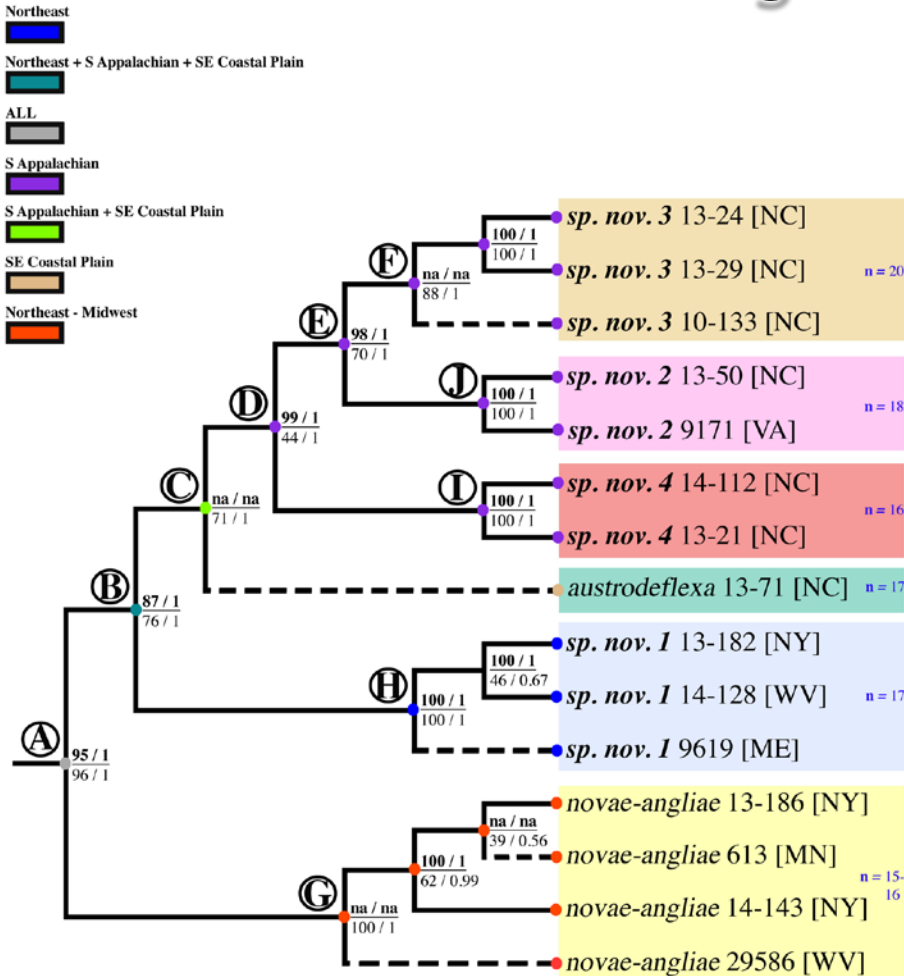 Northeast
Northeast + S Appalachian + SE Coastal Plain
ALL
S Appalachian
S Appalachian + SE Coastal Plain
SE Coastal Plain
Northeast - Midwest
sp. nov. 3 13-24 [NC]
100 / 1
100 / 1
F
sp. nov. 3 13-29 [NC]
n = 20
na / na
88 / 1
E
sp. nov. 3 10-133 [NC]
98 / 1
70 / 1
J
sp. nov. 2 13-50 [NC]
100 / 1
100 / 1
n = 18
D
99 / 1
44 / 1
sp. nov. 2 9171 [VA]
C
I
sp. nov. 4 14-112 [NC]
na / na
71 / 1
100 / 1
100 / 1
n = 16
sp. nov. 4 13-21 [NC]
B
87 / 1
76 / 1
austrodeflexa 13-71 [NC]
n = 17
sp. nov. 1 13-182 [NY]
100 / 1
46 / 0.67
H
sp. nov. 1 14-128 [WV]
n = 17
100 / 1
100 / 1
A
sp. nov. 1 9619 [ME]
95 / 1
96 / 1
novae-angliae 13-186 [NY]
na / na
39 / 0.56
novae-angliae 613 [MN]
100 / 1
62 / 0.99
n = 15-
16
G
novae-angliae 14-143 [NY]
na / na
100 / 1
novae-angliae 29586 [WV]